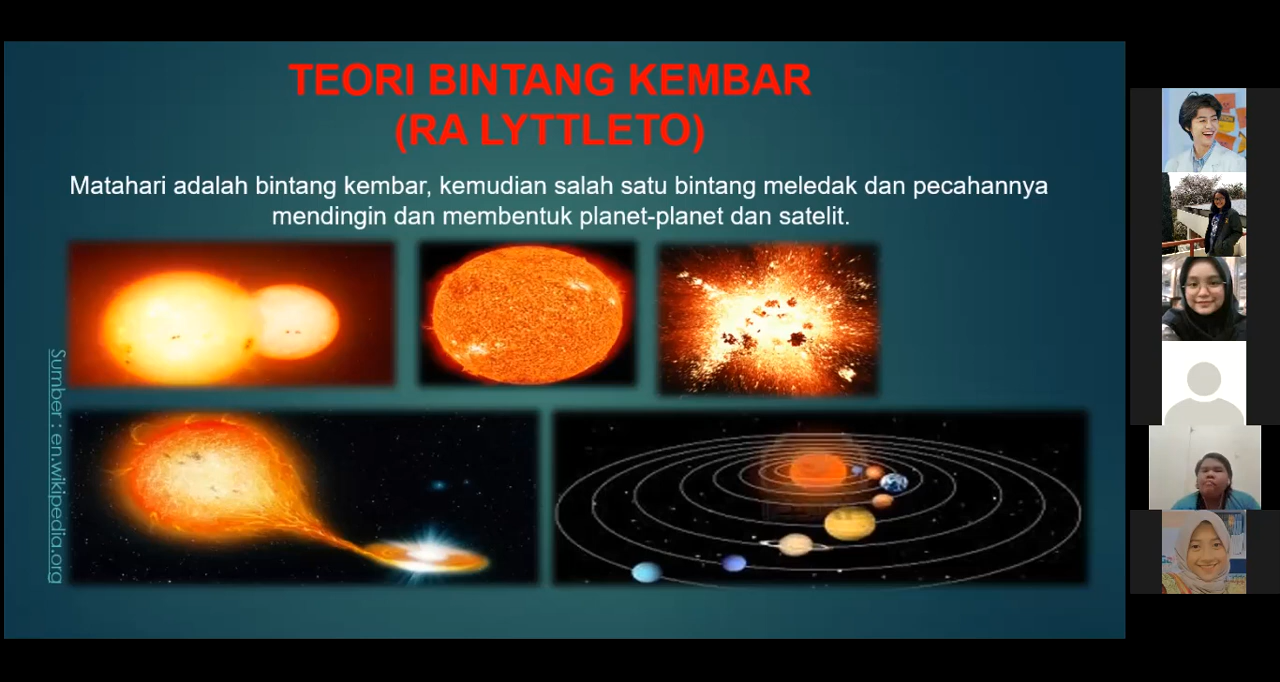 TEORI BINTANG KEMBAR
(RA LYTTLETO)
Matahari adalah bintang kembar, kemudian salah satu bintang meledak dan pecahannya
mendingin dan membentuk planet-planet dan satelit.
Sumber : en.wikipedia.org